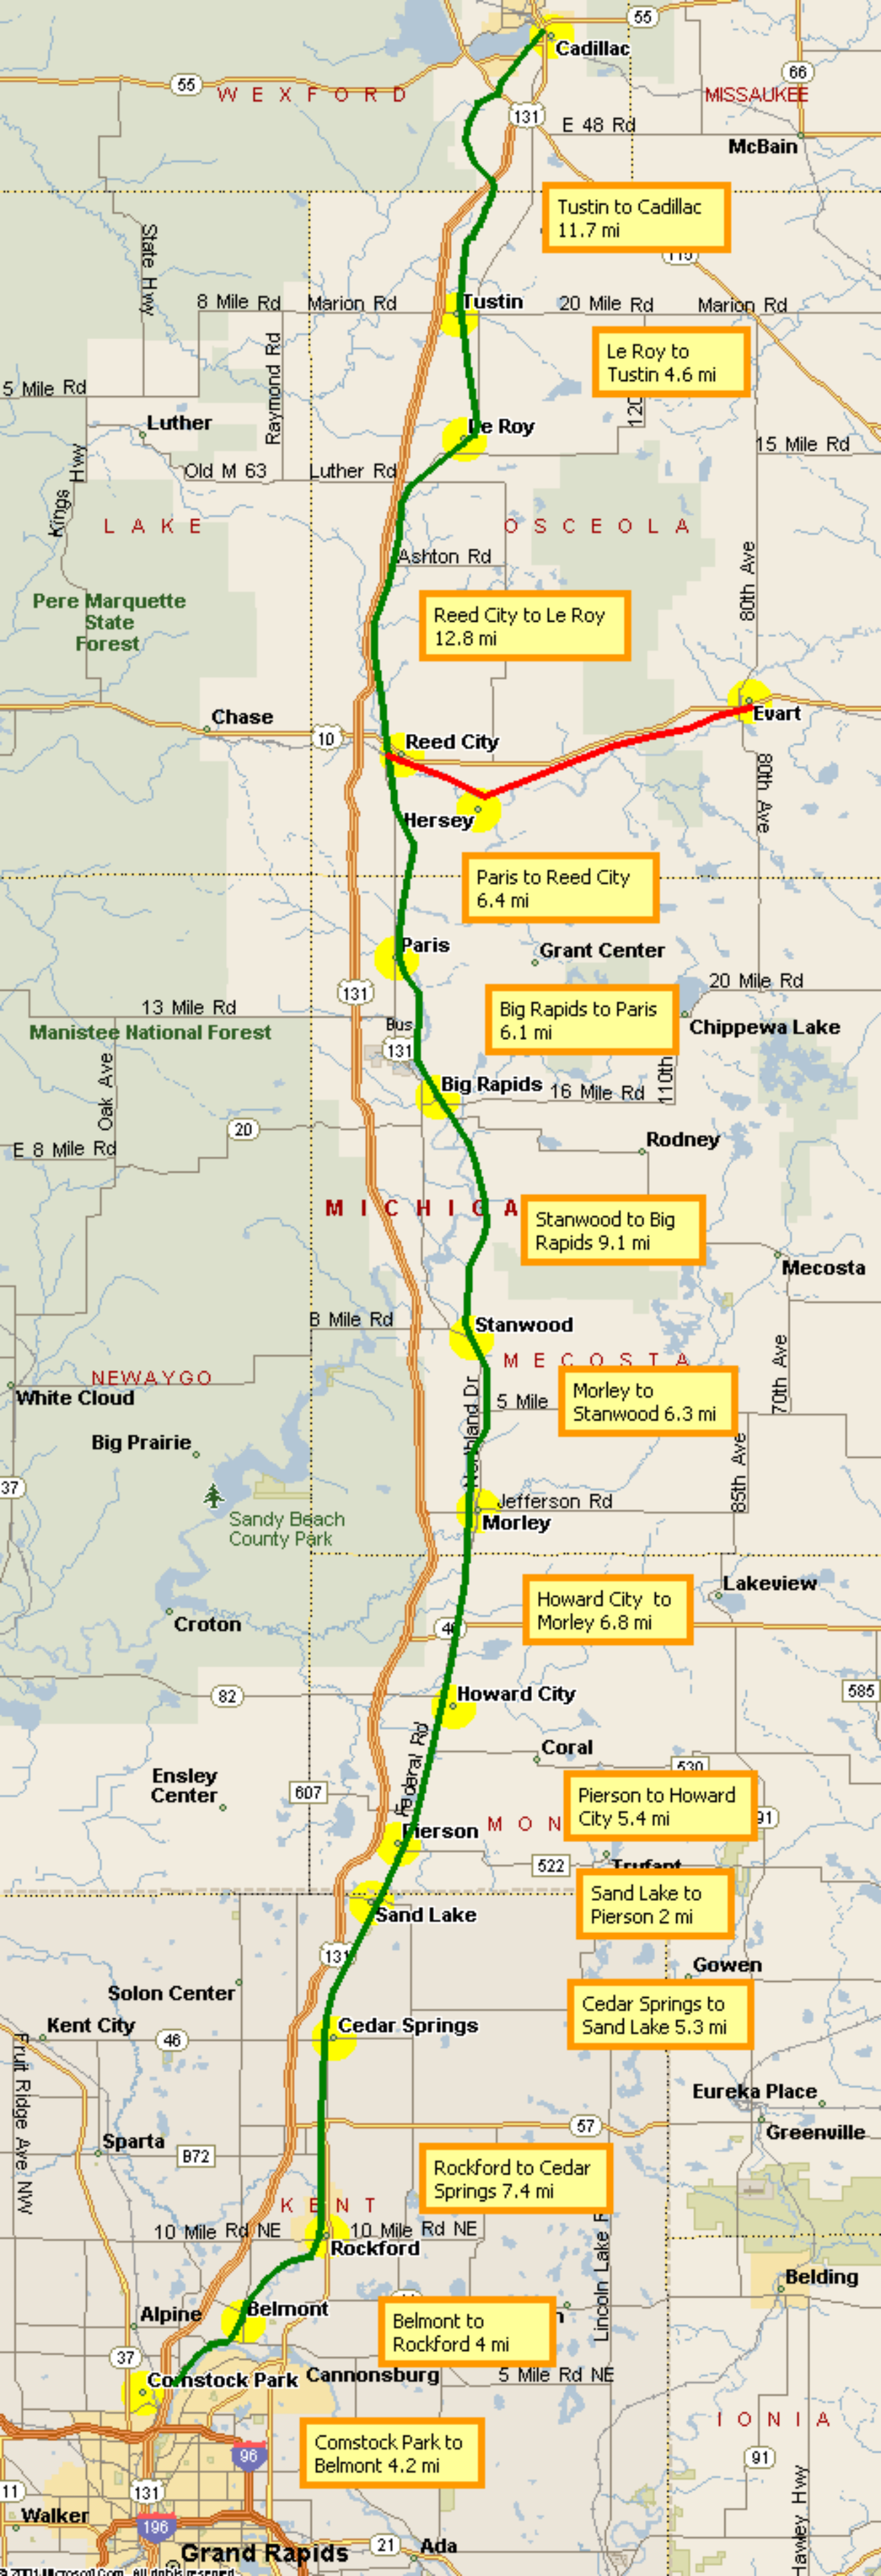 55
Cadillac
66
55
W E X F O R D
MISSAUKEE
131
E 48 Rd
McBain
Tustin to Cadillac
11.7 mi
State Hwy
8 Mile Rd
Marion Rd
Tustin
20 Mile Rd
Marion Rd
Raymond Rd
Le Roy to
Tustin 4.6 mi
5 Mile Rd
Luther
Le Roy
15 Mile Rd
Kings Hwy
Old M 63
Luther Rd
L A K E
O S C E O L A
Ashton Rd
80th Ave
Pere Marquette
State
Forest
Reed City to Le Roy
12.8 mi
Chase
10
Reed City
Evart
80th Ave
Hersey
Paris to Reed City
6.4 mi
Paris
Grant Center
131
13 Mile Rd
20 Mile Rd
Big Rapids to Paris
6.1 mi
Manistee National Forest
Bus
131
Chippewa Lake
Oak Ave
110th
Big Rapids
16 Mile Rd
20
E 8 Mile Rd
Rodney
M I C H I G A
Stanwood to Big
Rapids 9.1 mi
Mecosta
8 Mile Rd
Stanwood
M E C O S T A
NEWAYGO
White Cloud
70th Ave
Morley to
Stanwood 6.3 mi
5 Mile
Northland Dr
Big Prairie
85th Ave
37
Sandy Beach
County Park
Jefferson Rd
Morley
Lakeview
Howard City to
Morley 6.8 mi
Croton
46
82
Howard City
585
Federal Rd
Coral
Ensley
Center
607
530
Pierson to Howard
City 5.4 mi
91
Pierson
M O N
522
Trufant
Sand Lake to
Pierson 2 mi
Sand Lake
131
Gowen
Solon Center
Cedar Springs to
Sand Lake 5.3 mi
Kent City
46
Cedar Springs
Fruit Ridge Ave NW
Eureka Place
57
Greenville
Sparta
B72
Rockford to Cedar
Springs 7.4 mi
K E N T
10 Mile Rd NE
10 Mile Rd NE
Rockford
Lincoln Lake
Belding
Alpine
Belmont
Belmont to
Rockford 4 mi
37
Comstock Park
Cannonsburg
5 Mile Rd NE
Comstock Park to
Belmont 4.2 mi
I O N I A
96
91
11
131
Hawley Hwy
Walker
196
21
Ada
Grand Rapids